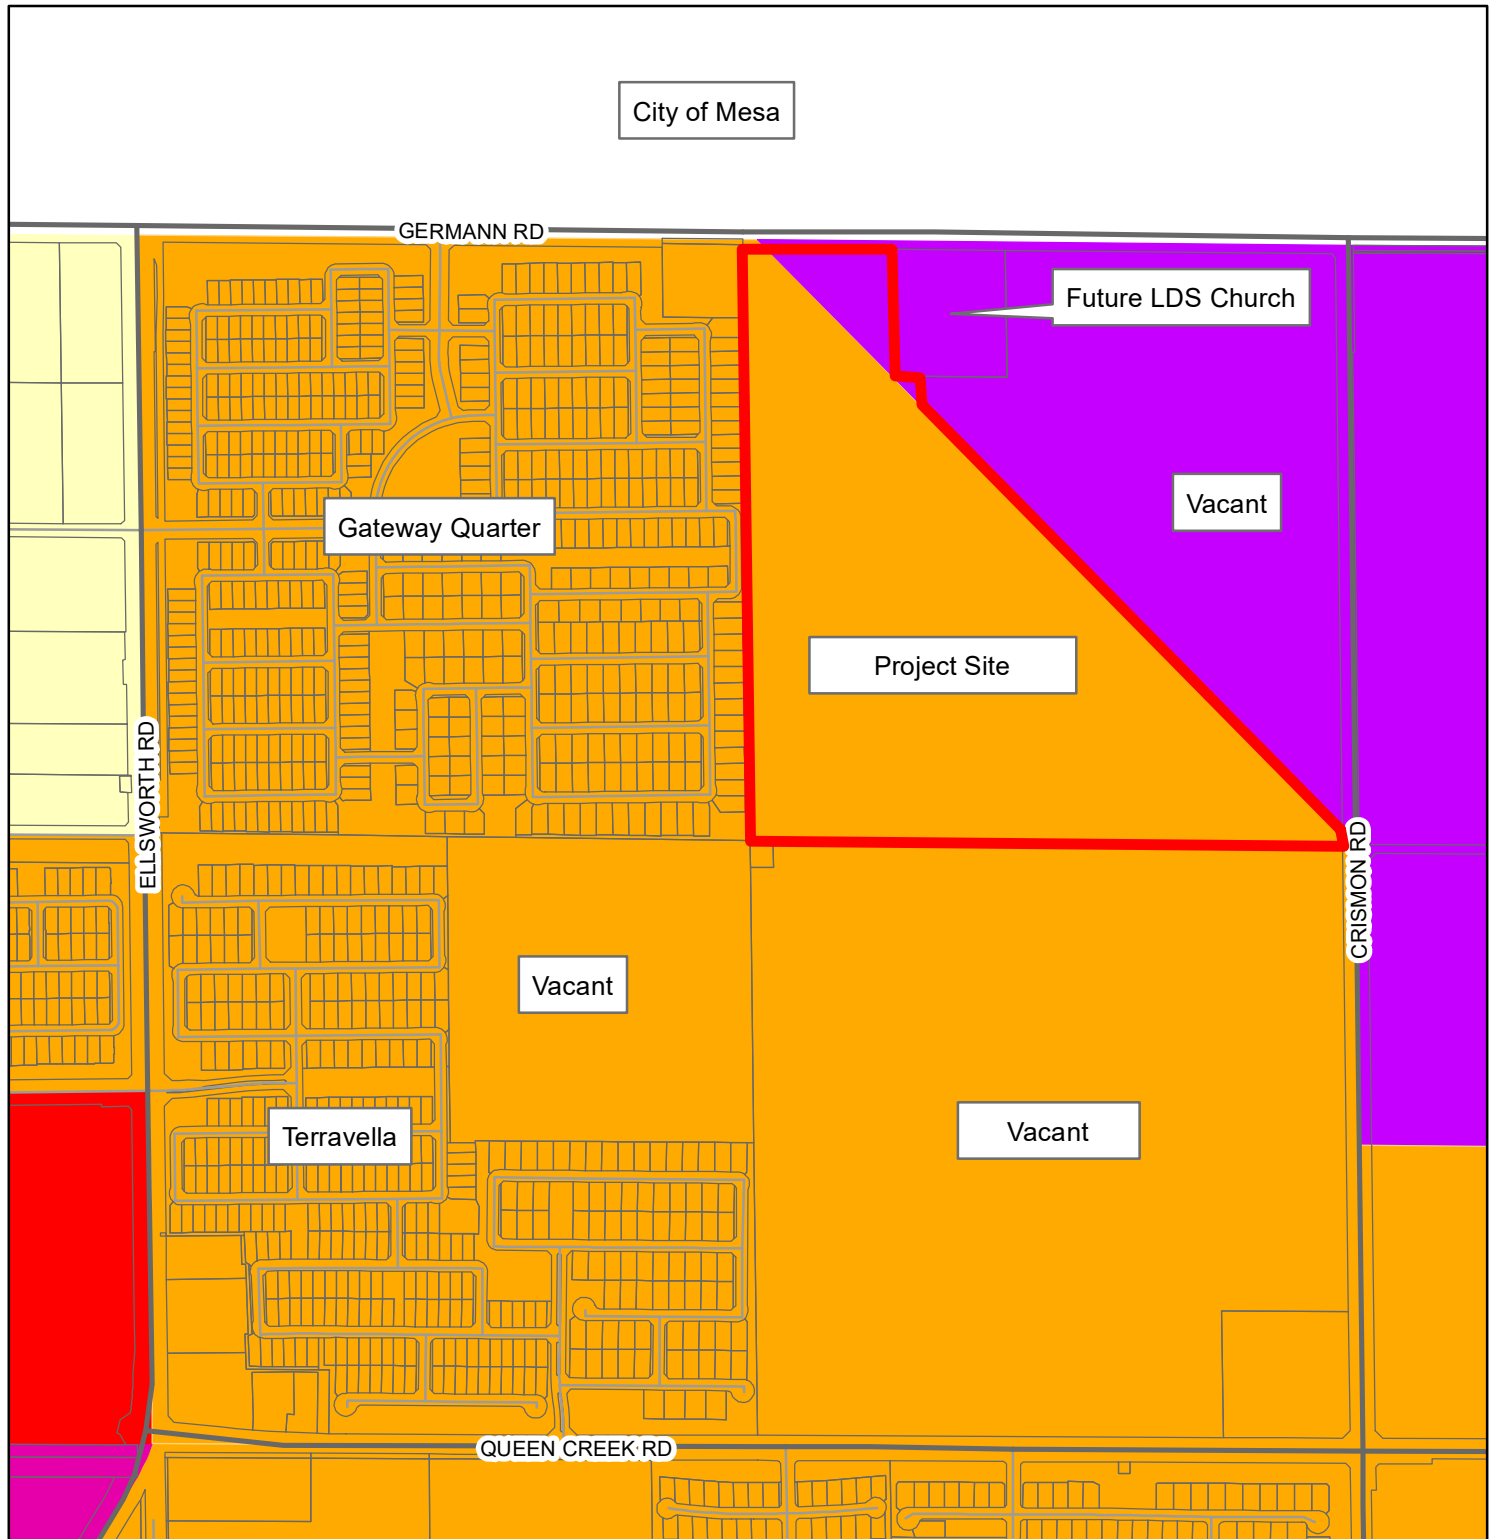 City of Mesa
GERMANN RD
Future LDS Church
Vacant
Gateway Quarter
Project Site
ELLSWORTH RD
CRISMON RD
Vacant
Terravella
Vacant
QUEEN CREEK RD